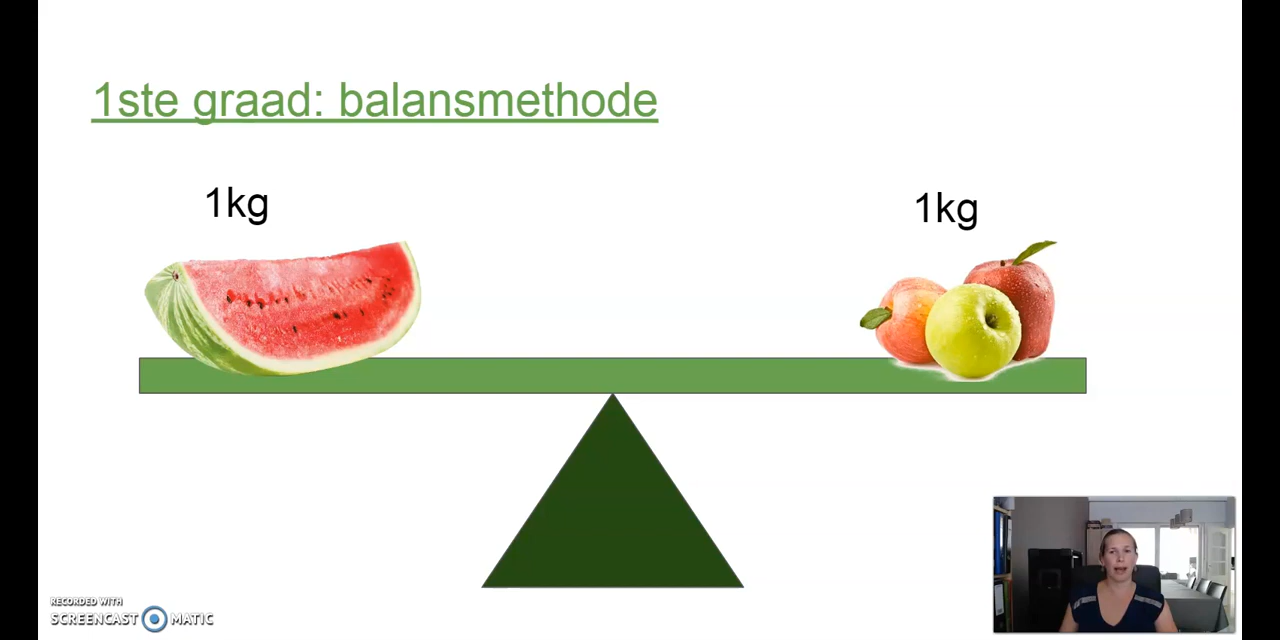 1ste graad: balansmethode
1kg
1kg
RECORDED WITH
SCREENCAST MATIC